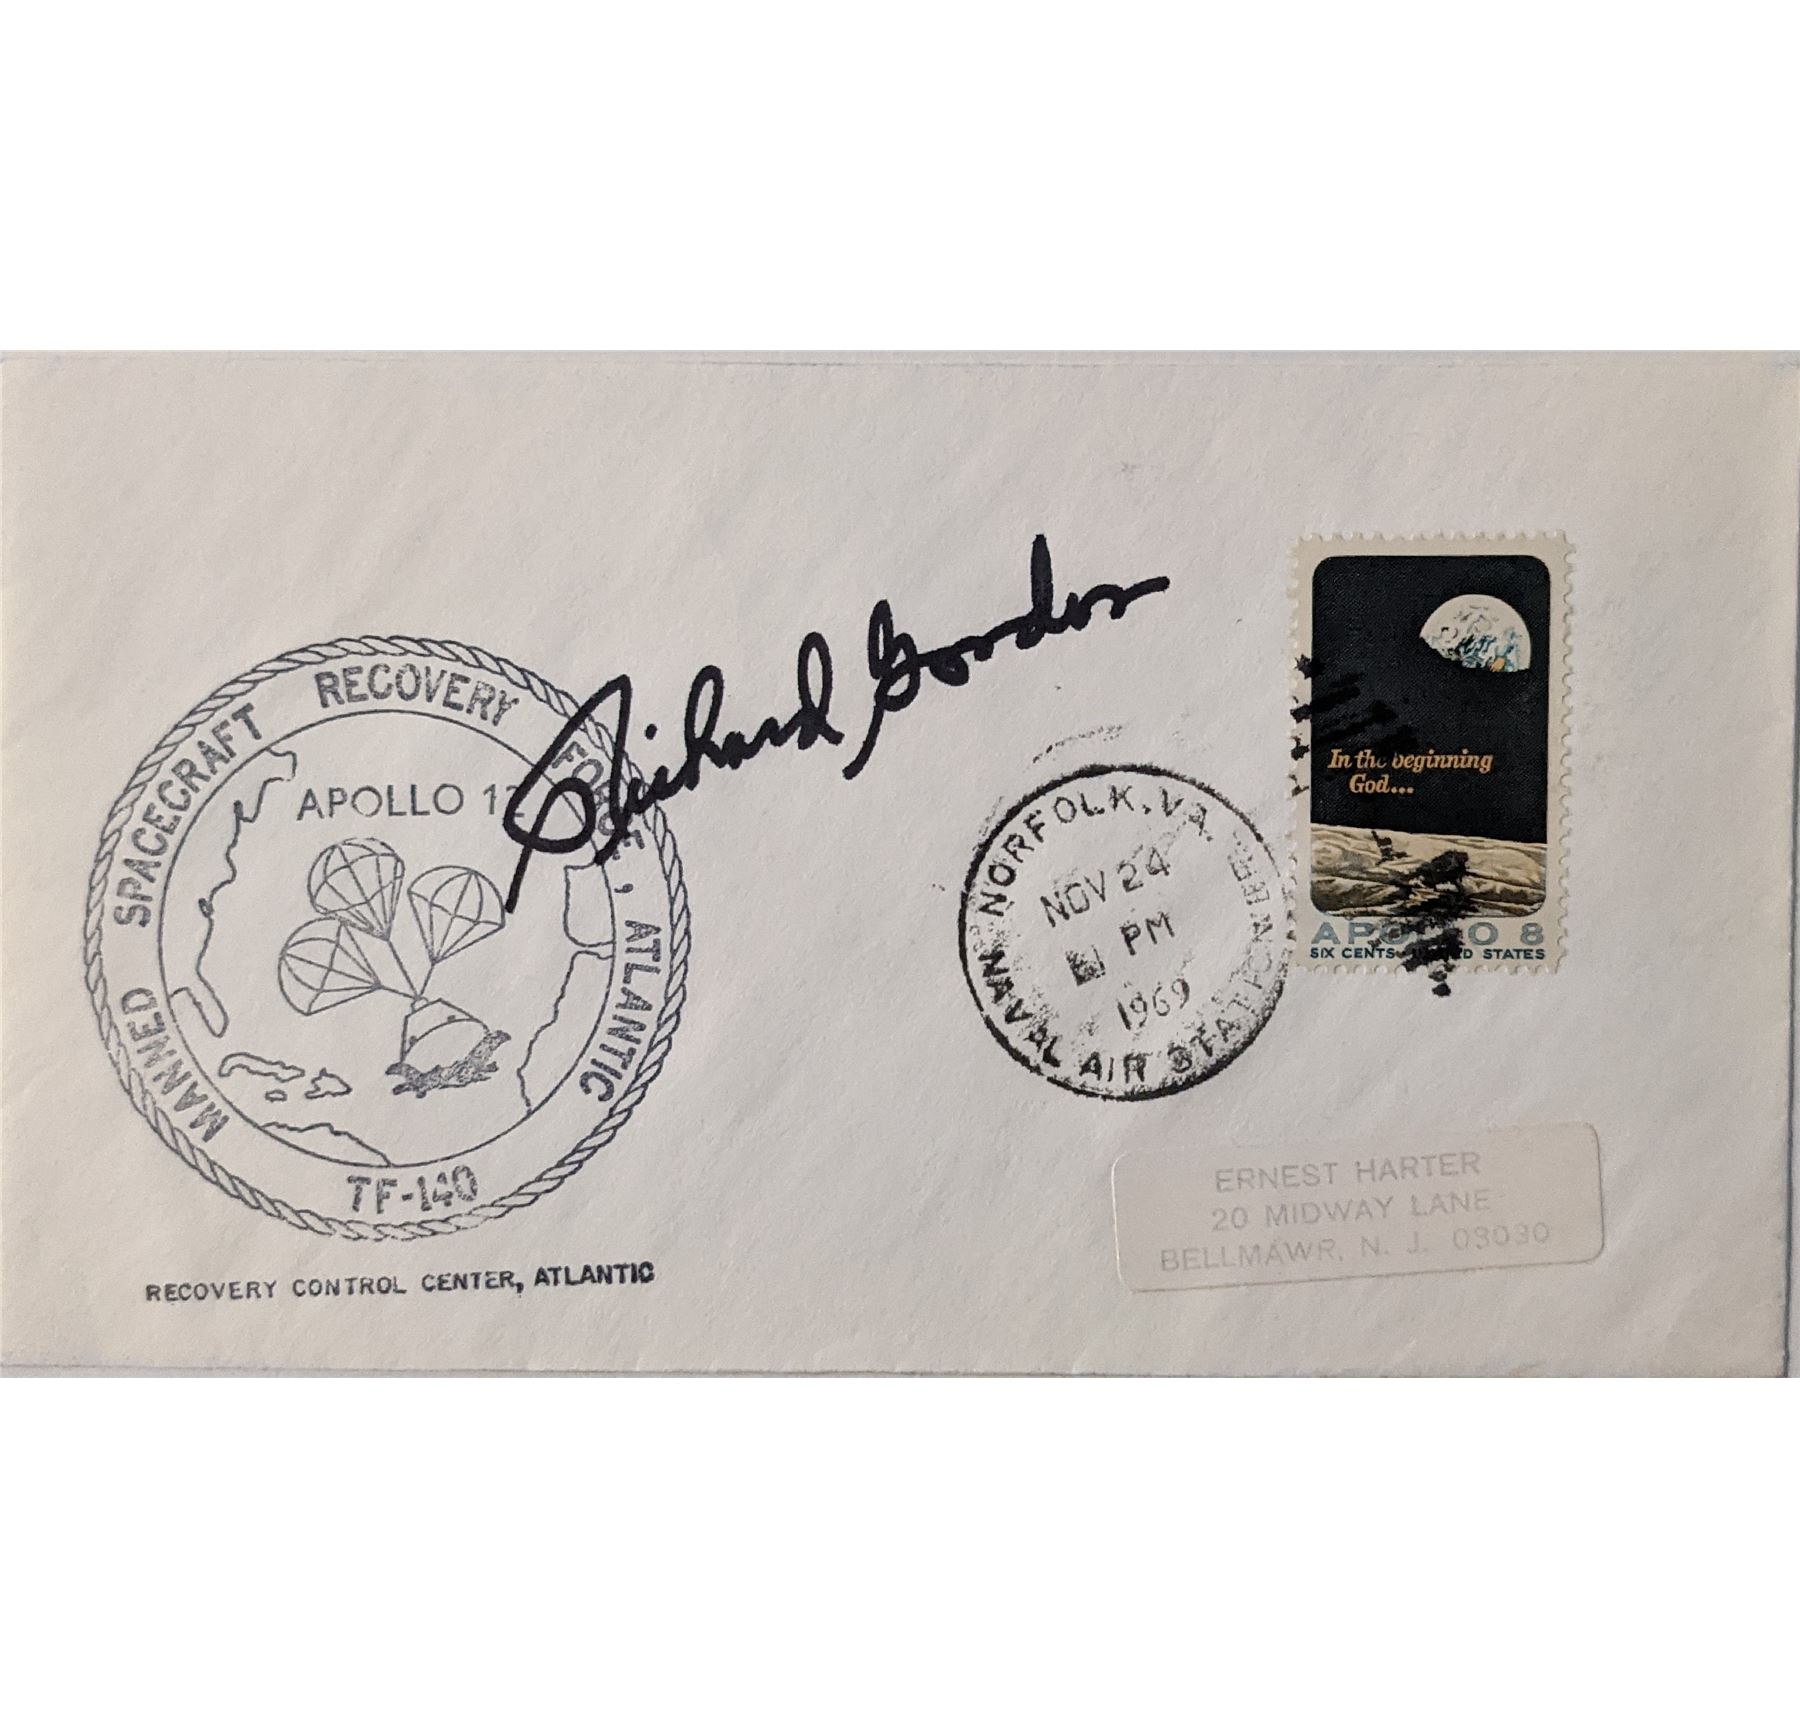 MANNED SPACECRAFT RECOVERY FORCE, ATLANTIC
APOLLO 12
TF-140
RECOVERY CONTROL CENTER, ATLANTIC
Richard Gordon
NORFOLK, VA.
NOV 24
PM
1969
NAVAL AIR STATION BRANCH
In the beginning
God...
APOLLO 8
SIX CENTS UNITED STATES
ERNEST HARTER
20 MIDWAY LANE
BELLMAWR, N. J. 03030